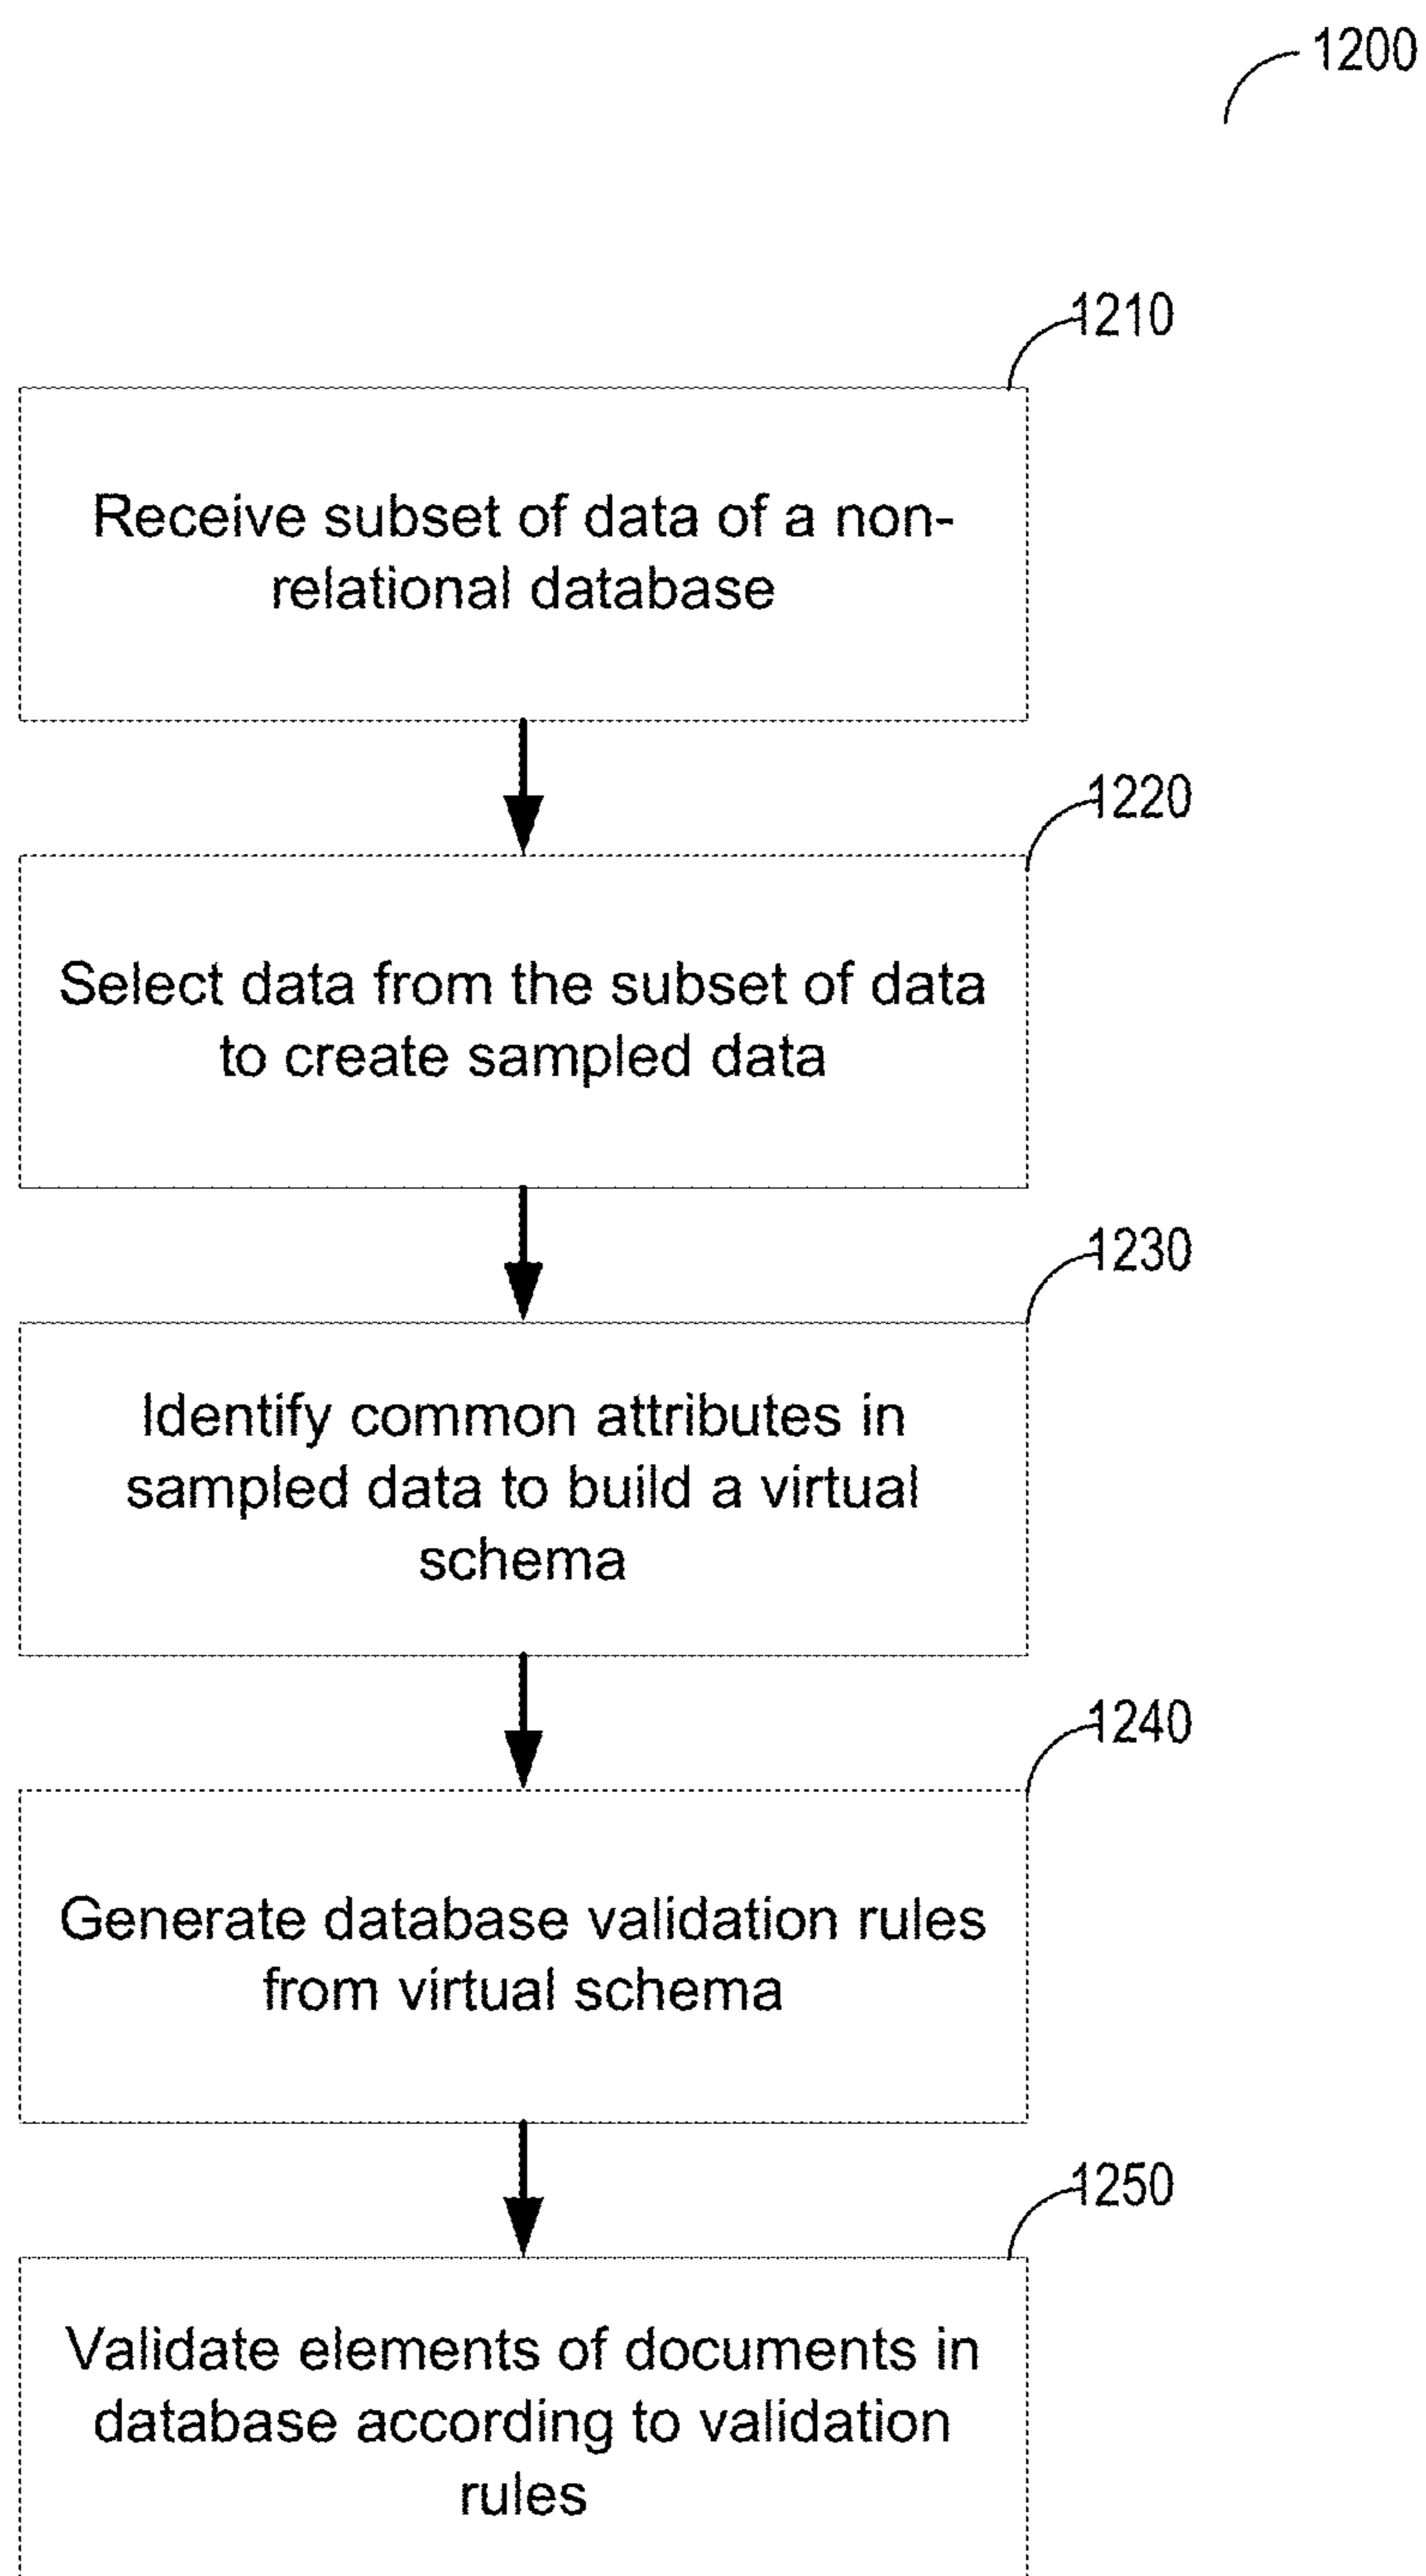 1200
1210
Receive subset of data of a non-
relational database
1220
Select data from the subset of data
to create sampled data
1230
Identify common attributes in
sampled data to build a virtual
schema
1240
Generate database validation rules
from virtual schema
1250
Validate elements of documents in
database according to validation
rules